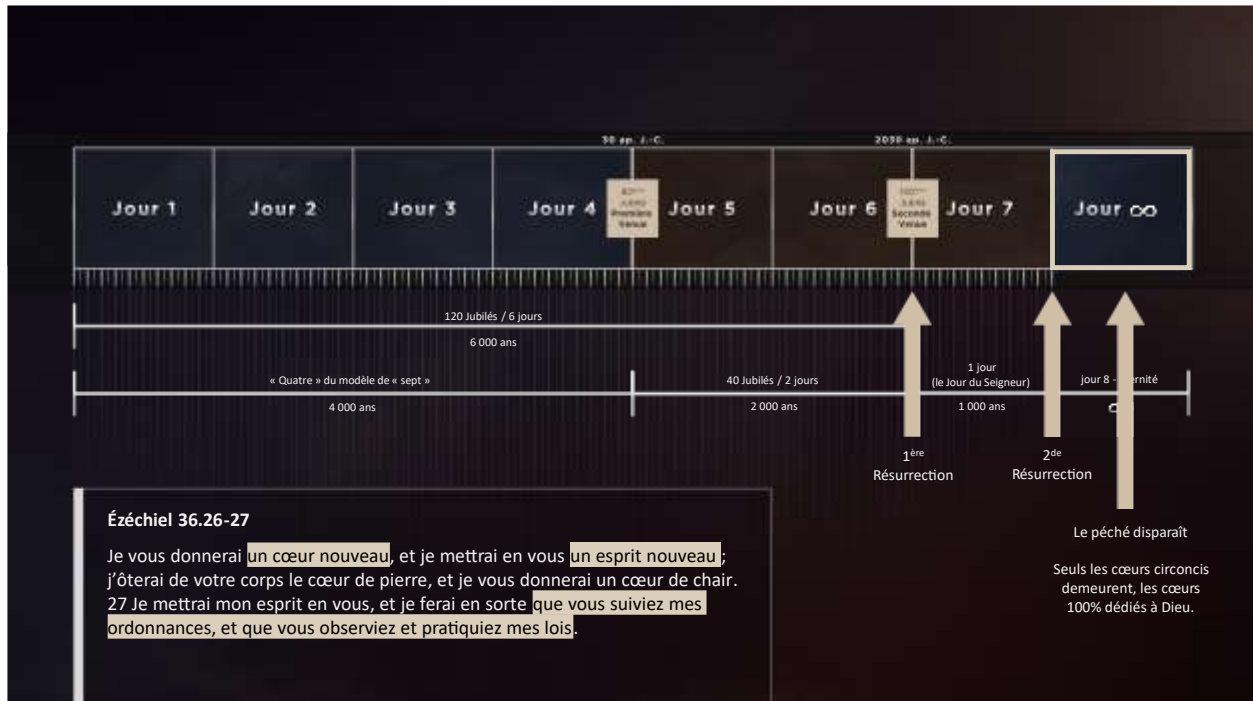 30 ap. J.-C.
2030 ap. J.-C.
Jour 1
Jour 2
Jour 3
Jour 4
Première
Venue
Jour 5
Jour 6
Seconde
Venue
Jour 7
Jour ∞
120 Jubilés / 6 jours
6 000 ans
« Quatre » du modèle de « sept »
4 000 ans
40 Jubilés / 2 jours
2 000 ans
1 jour
(le Jour du Seigneur)
1 000 ans
jour 8 -
1ère
Résurrection
2de
Résurrection
Le péché disparaît
Seuls les cœurs circoncis
demeurent, les cœurs
100% dédiés à Dieu.
Ézéchiel 36.26-27
Je vous donnerai un cœur nouveau, et je mettrai en vous un esprit nouveau ;
j’ôterai de votre corps le cœur de pierre, et je vous donnerai un cœur de chair.
27 Je mettrai mon esprit en vous, et je ferai en sorte que vous suiviez mes
ordonnances, et que vous observiez et pratiquiez mes lois.